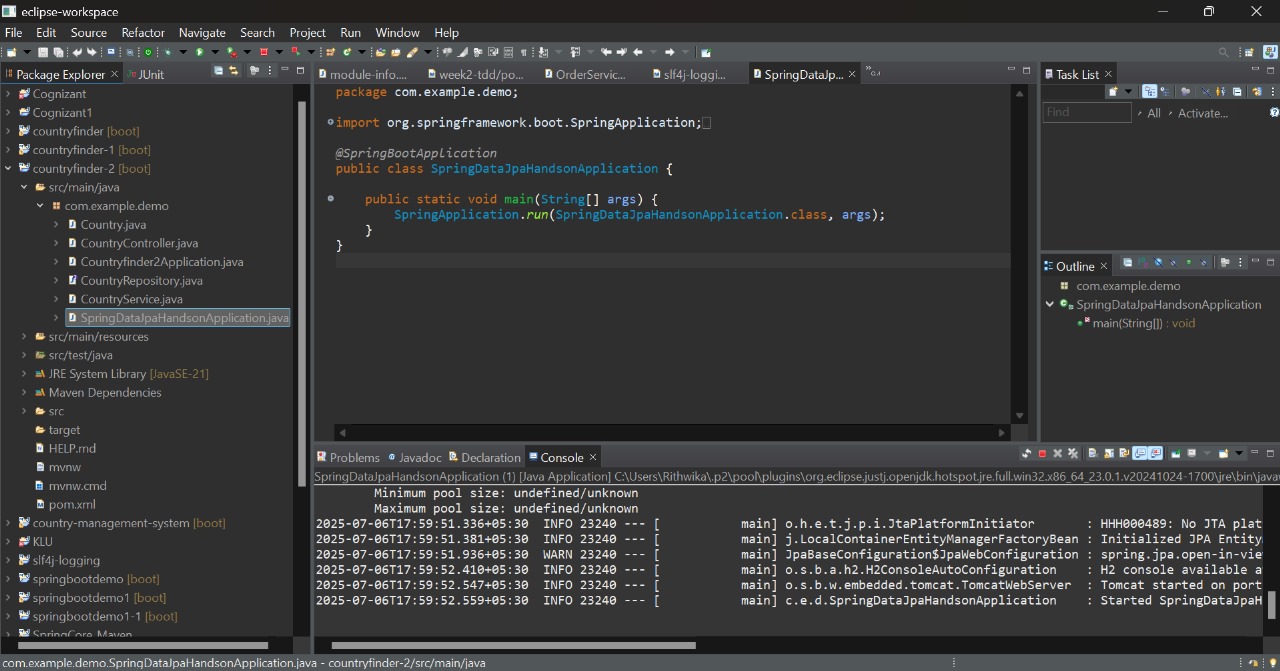 eclipse-workspace
File Edit Source Refactor Navigate Search Project Run Window Help
Package Explorer
JUnit
Cognizant
Cognizant1
countryfinder [boot]
countryfinder-1 [boot]
countryfinder-2 [boot]
src/main/java
com.example.demo
Country.java
CountryController.java
Countryfinder2Application.java
CountryRepository.java
CountryService.java
SpringDataJpaHandsonApplication.java
src/main/resources
src/test/java
JRE System Library [JavaSE-21]
Maven Dependencies
src
target
HELP.md
mvnw
mvnw.cmd
pom.xml
country-management-system [boot]
KLU
slf4j-logging
springbootdemo [boot]
springbootdemo1 [boot]
springbootdemo1-1 [boot]
SpringCore_Maven
module-info.... week2-tdd/po... OrderServic... slf4j-loggi... SpringDataJp...
package com.example.demo;
import org.springframework.boot.SpringApplication;
@SpringBootApplication
public class SpringDataJpaHandsonApplication {
public static void main(String[] args) {
SpringApplication.run(SpringDataJpaHandsonApplication.class, args);
}
}
Task List
Find
All
Activate...
Outline
com.example.demo
SpringDataJpaHandsonApplication
main(String[]) : void
Problems Javadoc Declaration Console
SpringDataJpaHandsonApplication (1) [Java Application] C:\Users\Rithwika\.p2\pool\plugins\org.eclipse.justj.openjdk.hotspot.jre.full.win32.x86_64_23.0.1.v20241024-1700\jre\bin\java
Minimum pool size: undefined/unknown
Maximum pool size: undefined/unknown
2025-07-06T17:59:51.336+05:30 INFO 23240 --- [ main] o.h.e.t.j.p.i.JtaPlatformInitiator : HHH000489: No JTA plat
2025-07-06T17:59:51.381+05:30 INFO 23240 --- [ main] j.LocalContainerEntityManagerFactoryBean : Initialized JPA Entity
2025-07-06T17:59:51.936+05:30 WARN 23240 --- [ main] JpaBaseConfiguration$JpaWebConfiguration : spring.jpa.open-in-vie
2025-07-06T17:59:52.410+05:30 INFO 23240 --- [ main] o.s.b.a.h2.H2ConsoleAutoConfiguration : H2 console available a
2025-07-06T17:59:52.547+05:30 INFO 23240 --- [ main] o.s.b.w.embedded.tomcat.TomcatWebServer : Tomcat started on port
2025-07-06T17:59:52.559+05:30 INFO 23240 --- [ main] c.e.d.SpringDataJpaHandsonApplication : Started SpringDataJpaH
com.example.demo.SpringDataJpaHandsonApplication.java - countryfinder-2/src/main/java